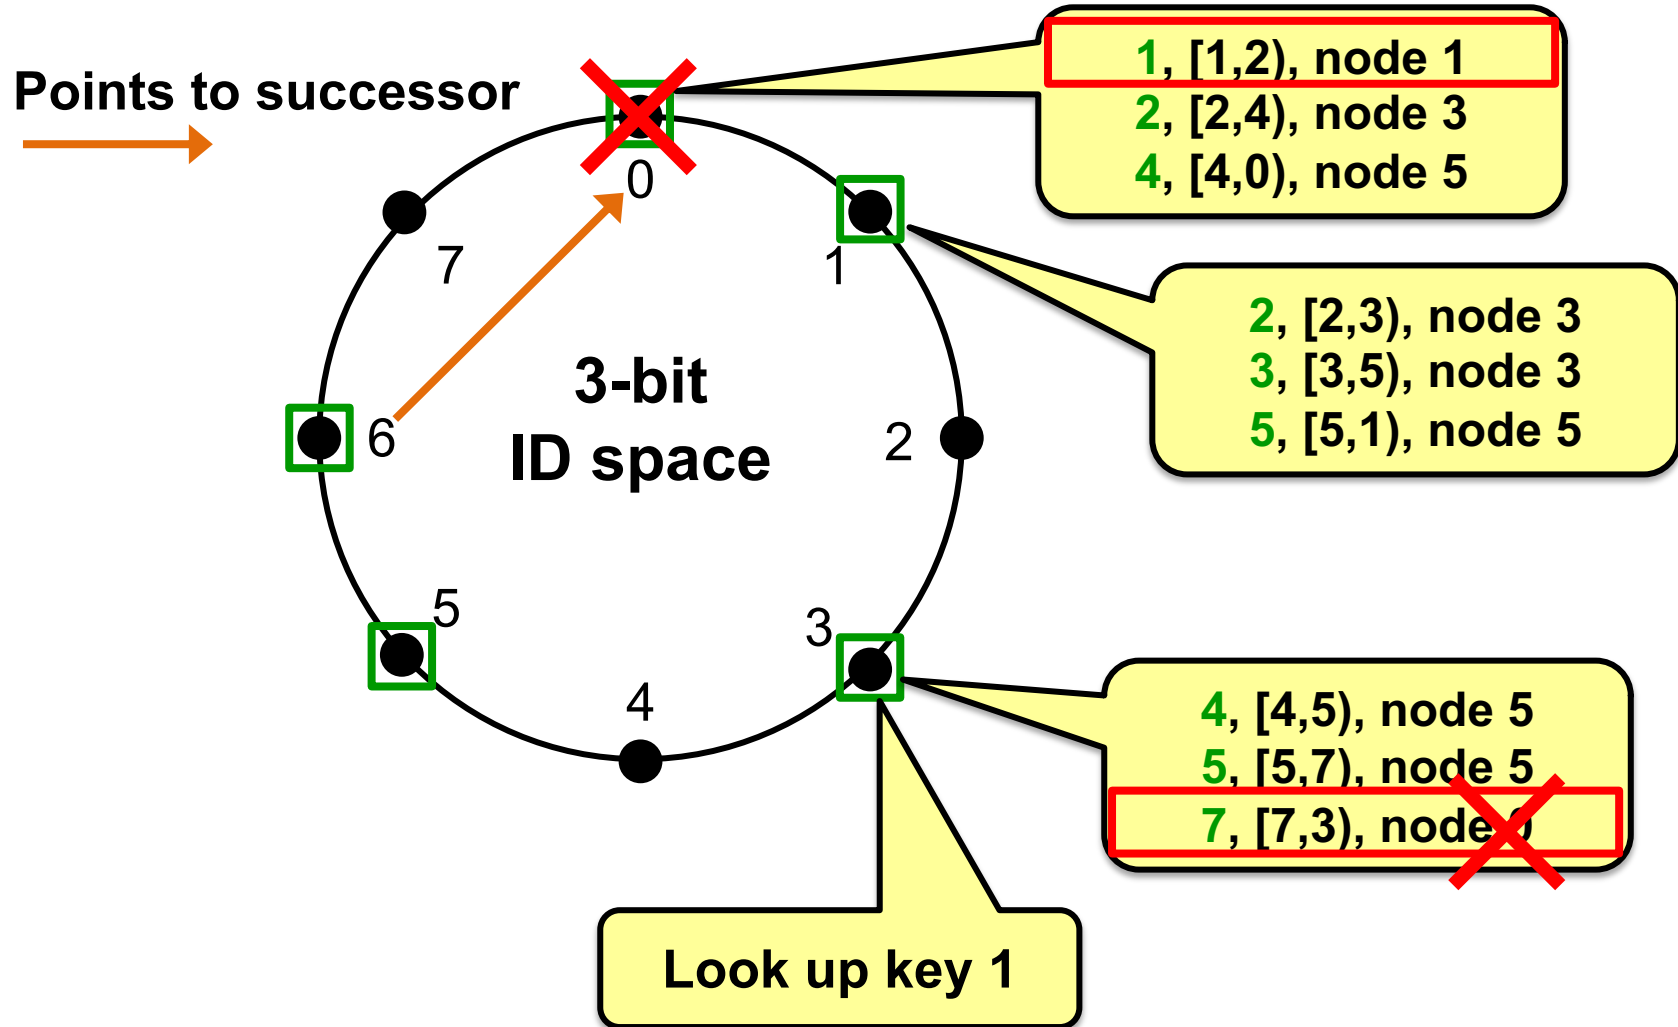 Points to successor
1, [1,2), node 1
2, [2,4), node 3
4, [4,0), node 5
0
7
1
2, [2,3), node 3
3, [3,5), node 3
5, [5,1), node 5
3-bit
ID space
6
2
5
3
4
4, [4,5), node 5
5, [5,7), node 5
7, [7,3), node 0
Look up key 1